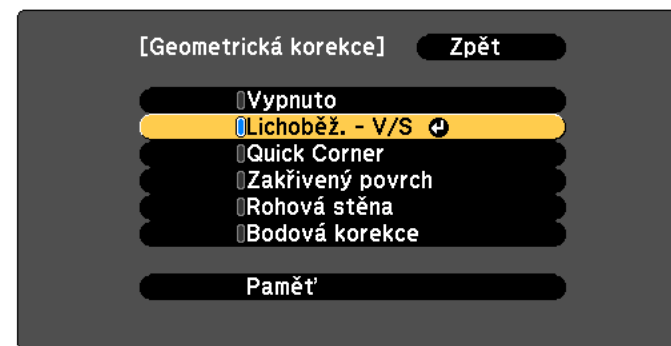 [Geometrická korekce] Zpět
Vypnuto
Lichoběž. - V/S
Quick Corner
Zakřivený povrch
Rohová stěna
Bodová korekce
Paměť